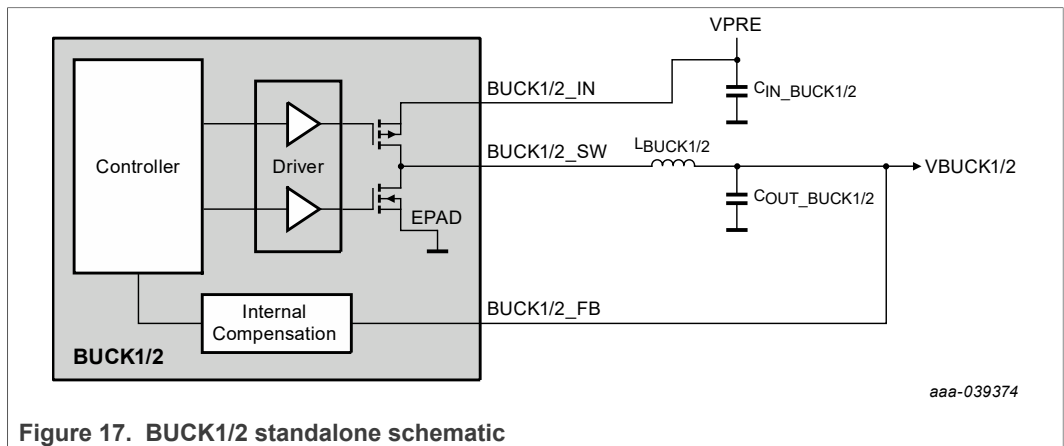 VPRE
BUCK1/2_IN
CIN_BUCK1/2
Controller
Driver
BUCK1/2_SW
LBUCK1/2
VBUCK1/2
COUT_BUCK1/2
EPAD
Internal
Compensation
BUCK1/2_FB
BUCK1/2
aaa-039374
Figure 17. BUCK1/2 standalone schematic